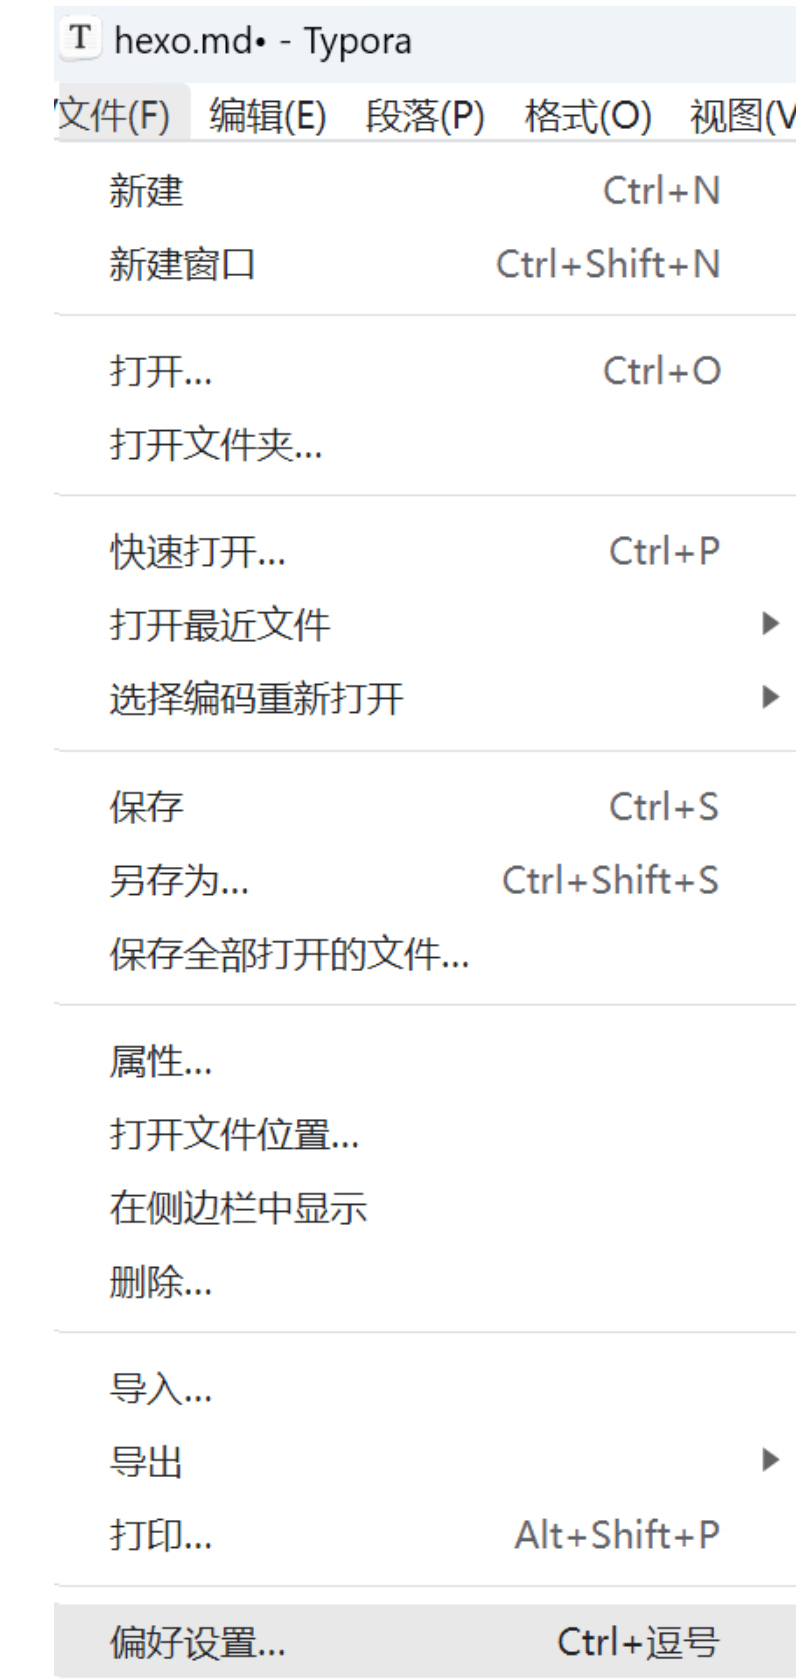 T hexo.md• - Typora
文件(F) 编辑(E) 段落(P) 格式(O) 视图(V
新建 Ctrl+N
新建窗口 Ctrl+Shift+N
打开... Ctrl+O
打开文件夹...
快速打开... Ctrl+P
打开最近文件
选择编码重新打开
保存 Ctrl+S
另存为... Ctrl+Shift+S
保存全部打开的文件...
属性...
打开文件位置...
在侧边栏中显示
删除...
导入...
导出
打印... Alt+Shift+P
偏好设置... Ctrl+逗号